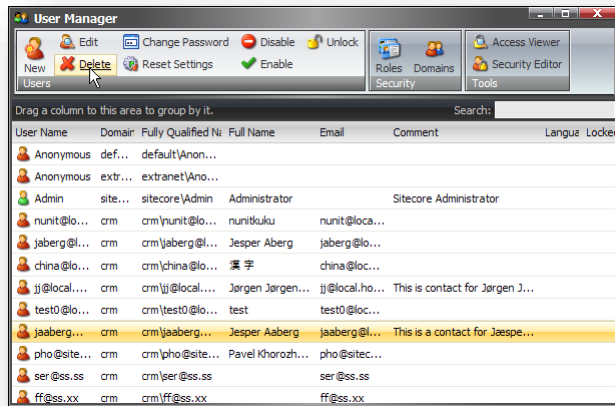 User Manager
New Edit Change Password Disable Unlock
Delete Reset Settings Enable
Users
Roles Domains
Security
Access Viewer
Security Editor
Tools
Drag a column to this area to group by it. Search:
User Name Domain Fully Qualified Na Full Name Email Comment Langua Locked
Anonymous def... default\Anon...
Anonymous extr... extranet\Ano...
Admin site... sitecore\Admin Administrator Sitecore Administrator
nunit@lo... crm crm\nunit@lo... nunitkuku nunit@loca...
jaberg@l... crm crm\jaberg@l... Jesper Aberg jaberg@lo...
china@lo... crm crm\china@lo... 漢字 china@loc...
jj@local.... crm crm\jj@local.... Jørgen Jørgen... jj@local.ho... This is contact for Jørgen J...
test0@lo... crm crm\test0@lo... test test0@loc...
jaaberg... crm crm\jaaberg... Jesper Aaberg jaaberg@l... This is a contact for Jæspe...
pho@site... crm crm\pho@site... Pavel Khorozh... pho@sitec...
ser@ss.ss crm crm\ser@ss.ss ser@ss.ss
ff@ss.xx crm crm\ff@ss.xx ff@ss.xx